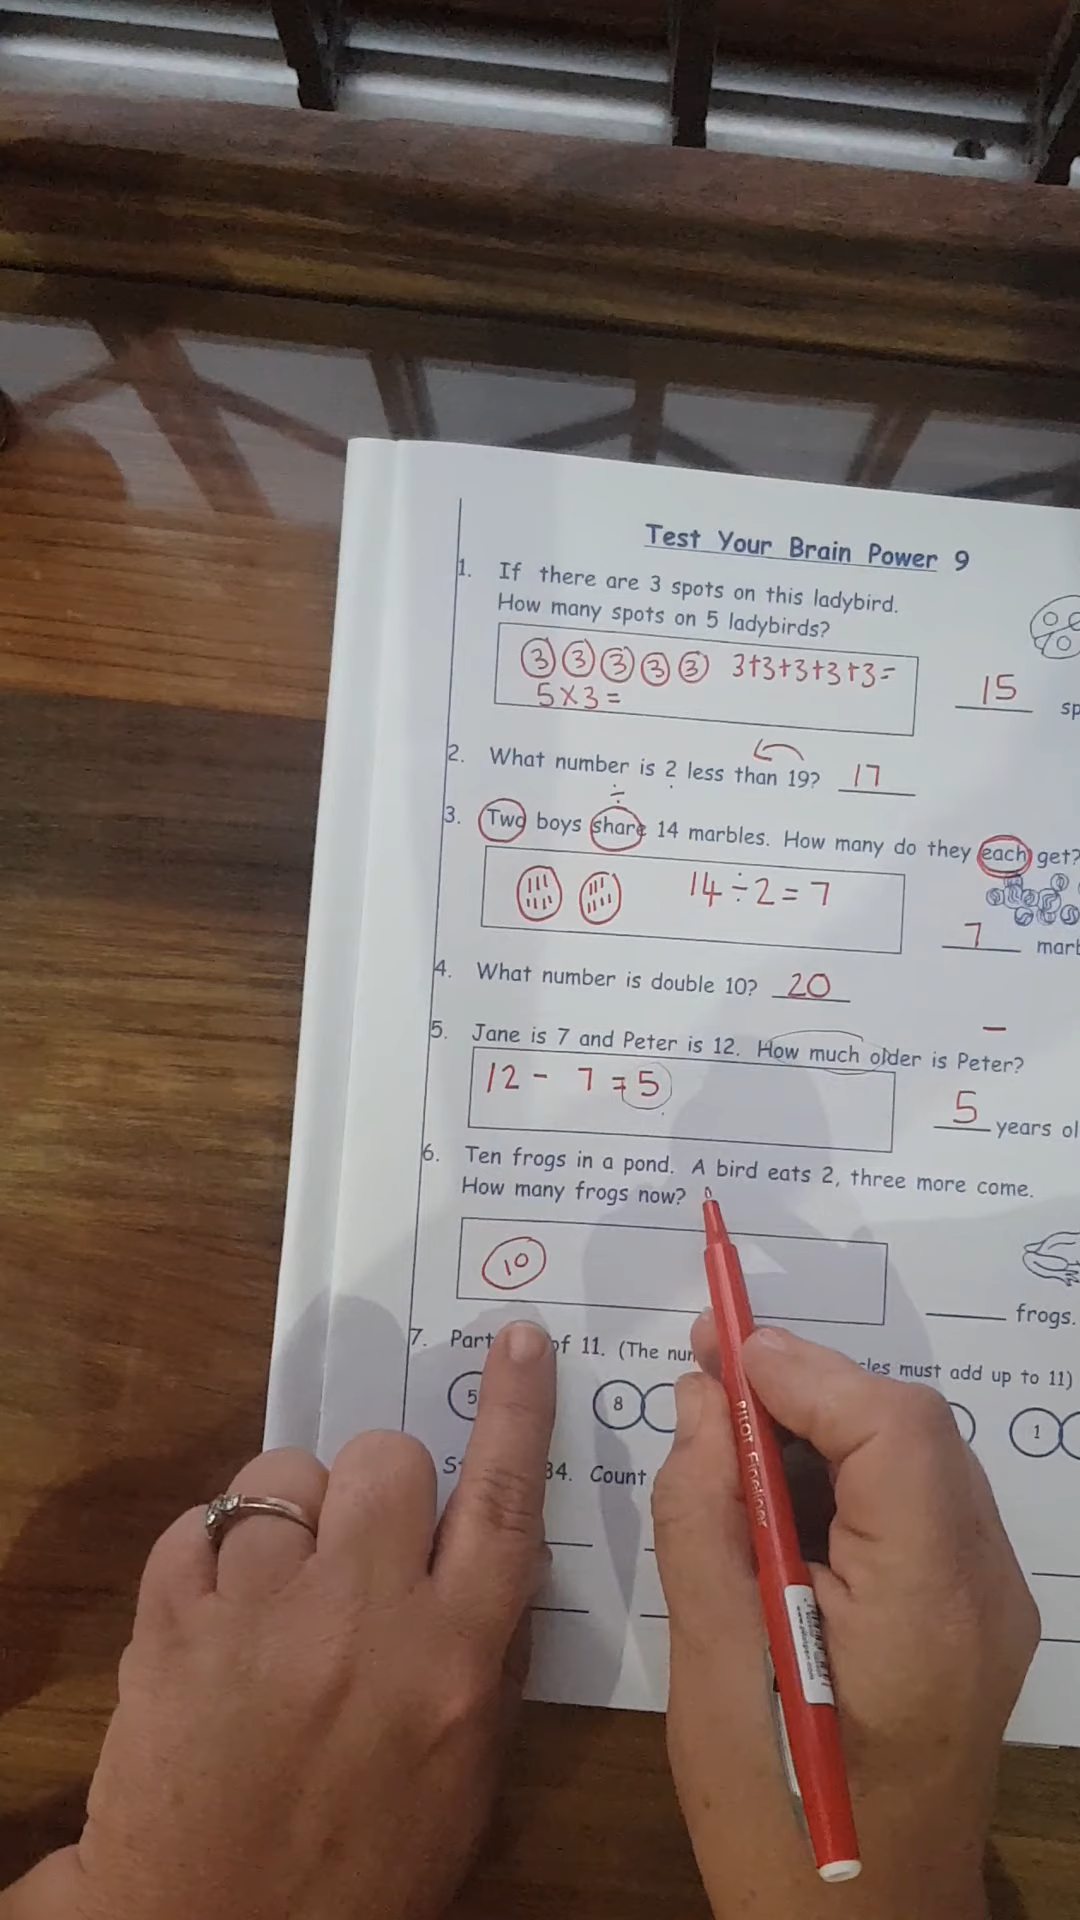 Test Your Brain Power 9
1. If there are 3 spots on this ladybird.
How many spots on 5 ladybirds?
3 3 3 3 3 3+3+3+3+3=
5×3=
15
2. What number is 2 less than 19? 17
÷
3. Two boys share 14 marbles. How many do they each get?
14÷2=7
7
4. What number is double 10? 20
5. Jane is 7 and Peter is 12. How much older is Peter?
12 - 7 = 5
5 years
6. Ten frogs in a pond. A bird eats 2, three more come.
How many frogs now?
10
frogs.
7. of 11. (The must add up to 11)
5 8 1
34. Count
PILOT Fineliner